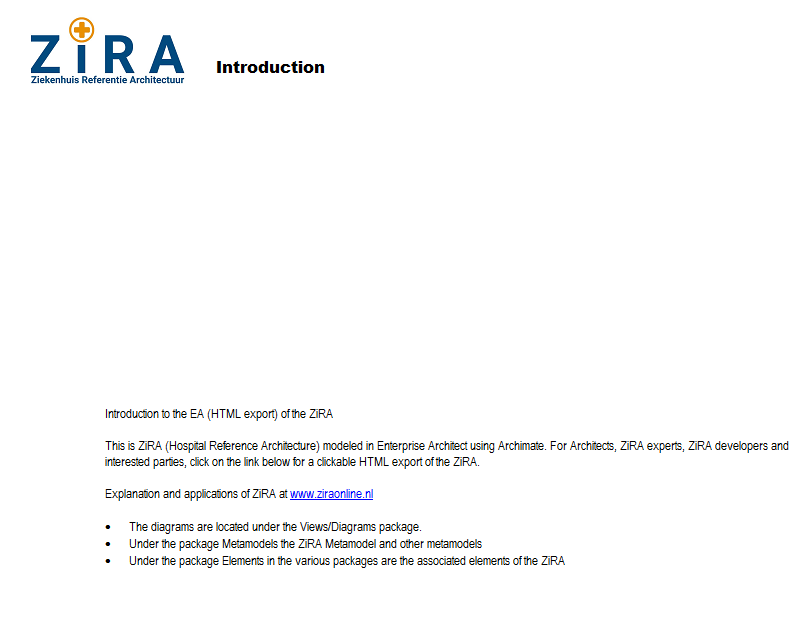 ZiRA
Ziekenhuis Referentie Architectuur
Introduction
Introduction to the EA (HTML export) of the ZiRA
This is ZiRA (Hospital Reference Architecture) modeled in Enterprise Architect using Archimate. For Architects, ZiRA experts, ZiRA developers and
interested parties, click on the link below for a clickable HTML export of the ZiRA.
Explanation and applications of ZiRA at www.ziraonline.nl
• The diagrams are located under the Views/Diagrams package.
• Under the package Metamodels the ZiRA Metamodel and other metamodels
• Under the package Elements in the various packages are the associated elements of the ZiRA